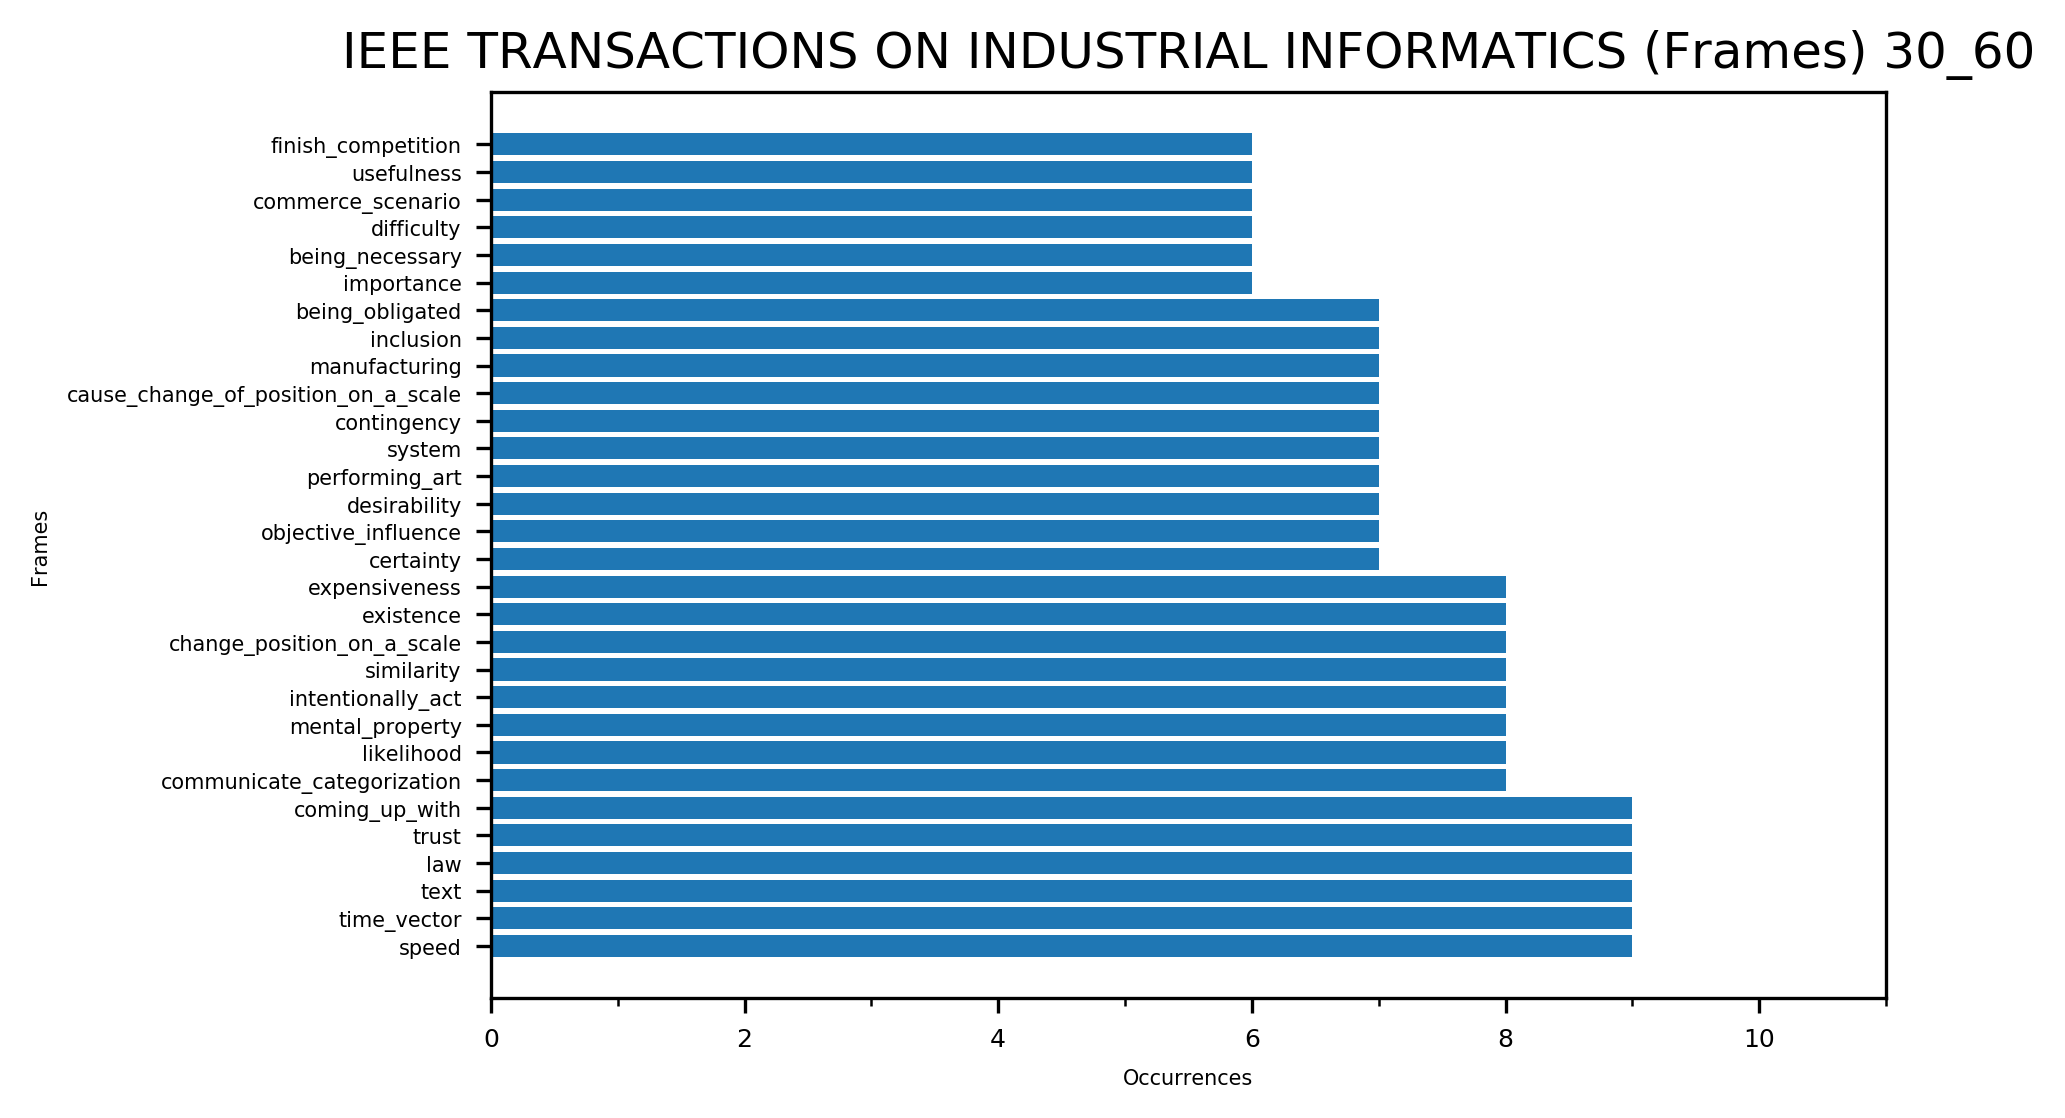 IEEE TRANSACTIONS ON INDUSTRIAL INFORMATICS (Frames) 30_60
finish_competition
usefulness
commerce_scenario
difficulty
being_necessary
importance
being_obligated
inclusion
manufacturing
cause_change_of_position_on_a_scale
contingency
system
performing_art
desirability
objective_influence
certainty
expensiveness
existence
change_position_on_a_scale
similarity
intentionally_act
mental_property
likelihood
communicate_categorization
coming_up_with
trust
law
text
time_vector
speed
Frames
0 2 4 6 8 10
Occurrences